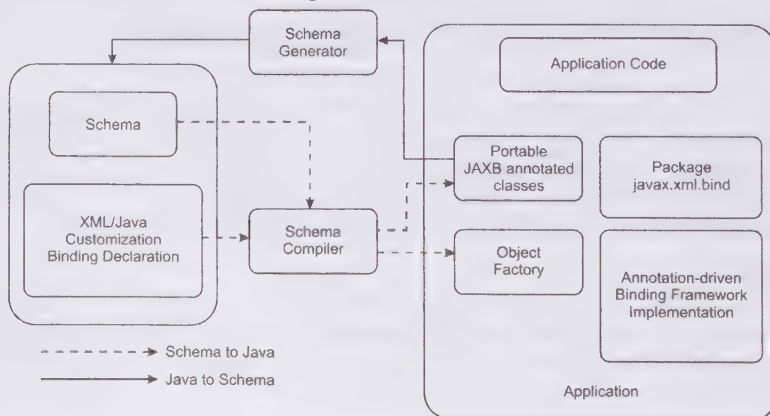 Schema
Generator
Application Code
Schema
Portable
JAXB annotated
classes
Package
javax.xml.bind
XML/Java
Customization
Binding Declaration
Schema
Compiler
Object
Factory
Annotation-driven
Binding Framework
Implementation
Schema to Java
Java to Schema
Application